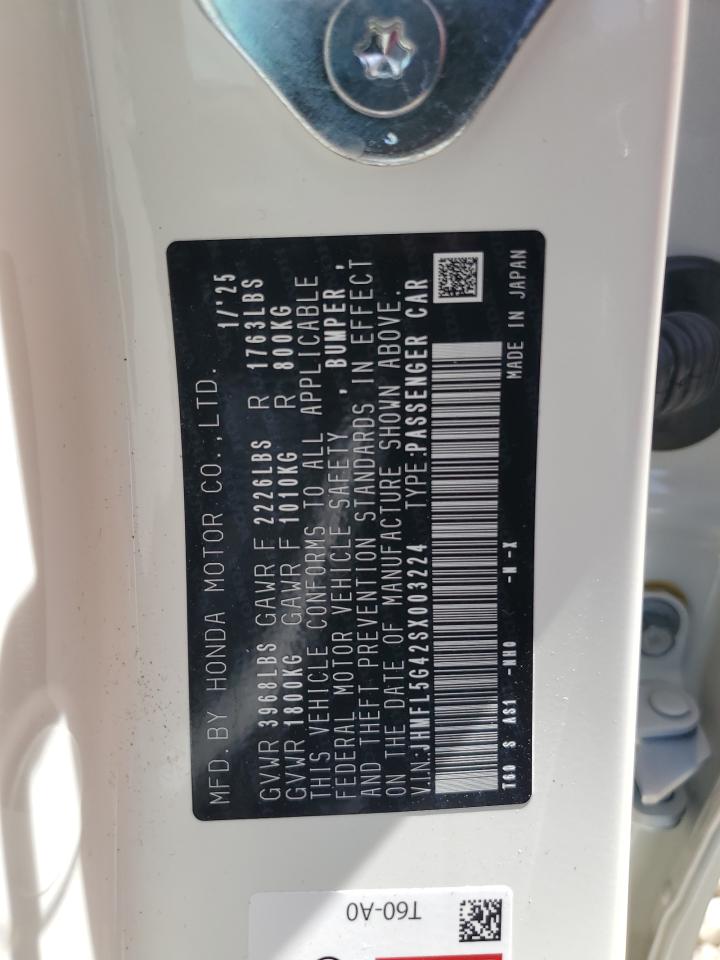 MFD.BY HONDA MOTOR CO.,LTD. 1/'25
GVWR 3968LBS GAWR F 2226LBS R 1763LBS
GVWR 1800KG GAWR F 1010KG R 800KG
THIS VEHICLE CONFORMS TO ALL APPLICABLE
FEDERAL MOTOR VEHICLE SAFETY , BUMPER ,
AND THEFT PREVENTION STANDARDS IN EFFECT
ON THE DATE OF MANUFACTURE SHOWN ABOVE.
V.I.N:JHMFL5G42SX003224 TYPE:PASSENGER CAR
T60 S AS1 -NH0 -N-X MADE IN JAPAN
T60-A0